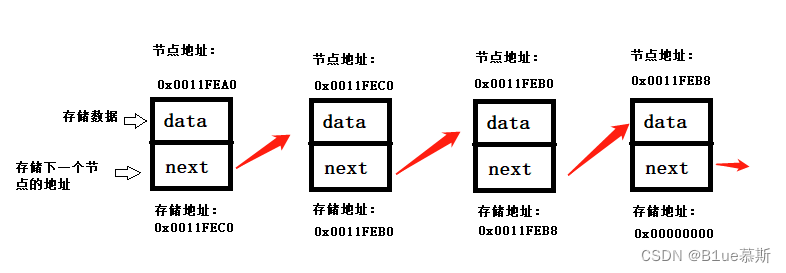 节点地址：
0x0011FEA0
节点地址：
0x0011FEC0
节点地址：
0x0011FEB0
节点地址：
0x0011FEB8
存储数据
data
data
data
data
存储下一个节
点的地址
next
next
next
next
存储地址：
0x0011FEC0
存储地址：
0x0011FEB0
存储地址：
0x0011FEB8
存储地址：
0x00000000
CSDN @B1ue慕斯